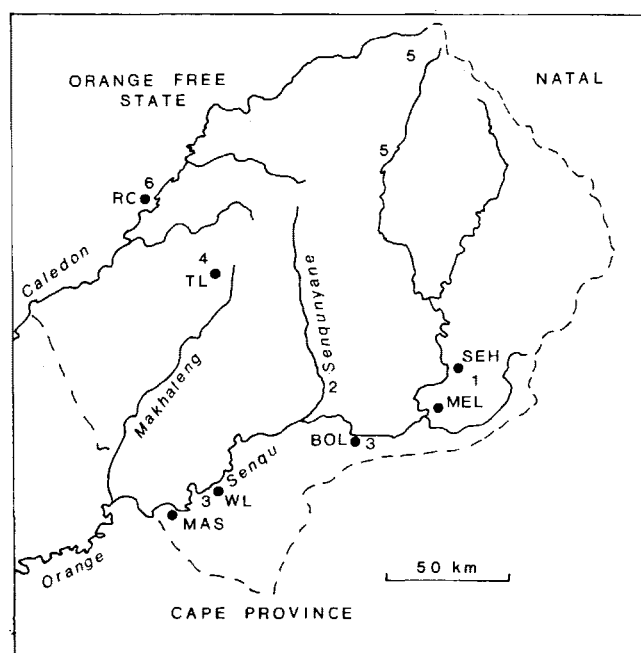 ORANGE FREE
STATE
NATAL
5
5
6
RC
4
TL
Caledon
Senqunyane
Makhaleng
SEH
1
2
MEL
BOL 3
Senqu
3 WL
MAS
Orange
50 km
CAPE PROVINCE